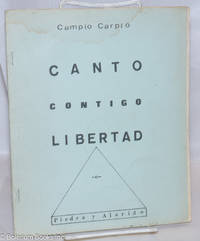 Campio Carpio
CANTO
CONTIGO
LIBERTAD
Piedra y Alarido